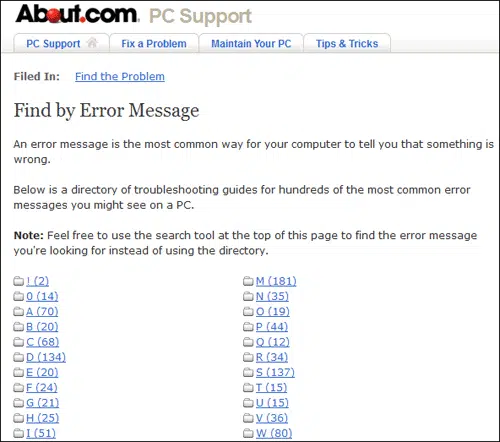 About.com PC Support
PC Support Fix a Problem Maintain Your PC Tips & Tricks
Filed In: Find the Problem
Find by Error Message
An error message is the most common way for your computer to tell you that something is
wrong.
Below is a directory of troubleshooting guides for hundreds of the most common error
messages you might see on a PC.
Note: Feel free to use the search tool at the top of this page to find the error message
you're looking for instead of using the directory.
! (2)
0 (14)
A (70)
B (20)
C (68)
D (134)
E (20)
F (24)
G (21)
H (25)
I (51)
M (181)
N (35)
O (19)
P (44)
Q (12)
R (34)
S (137)
T (15)
U (15)
V (36)
W (80)